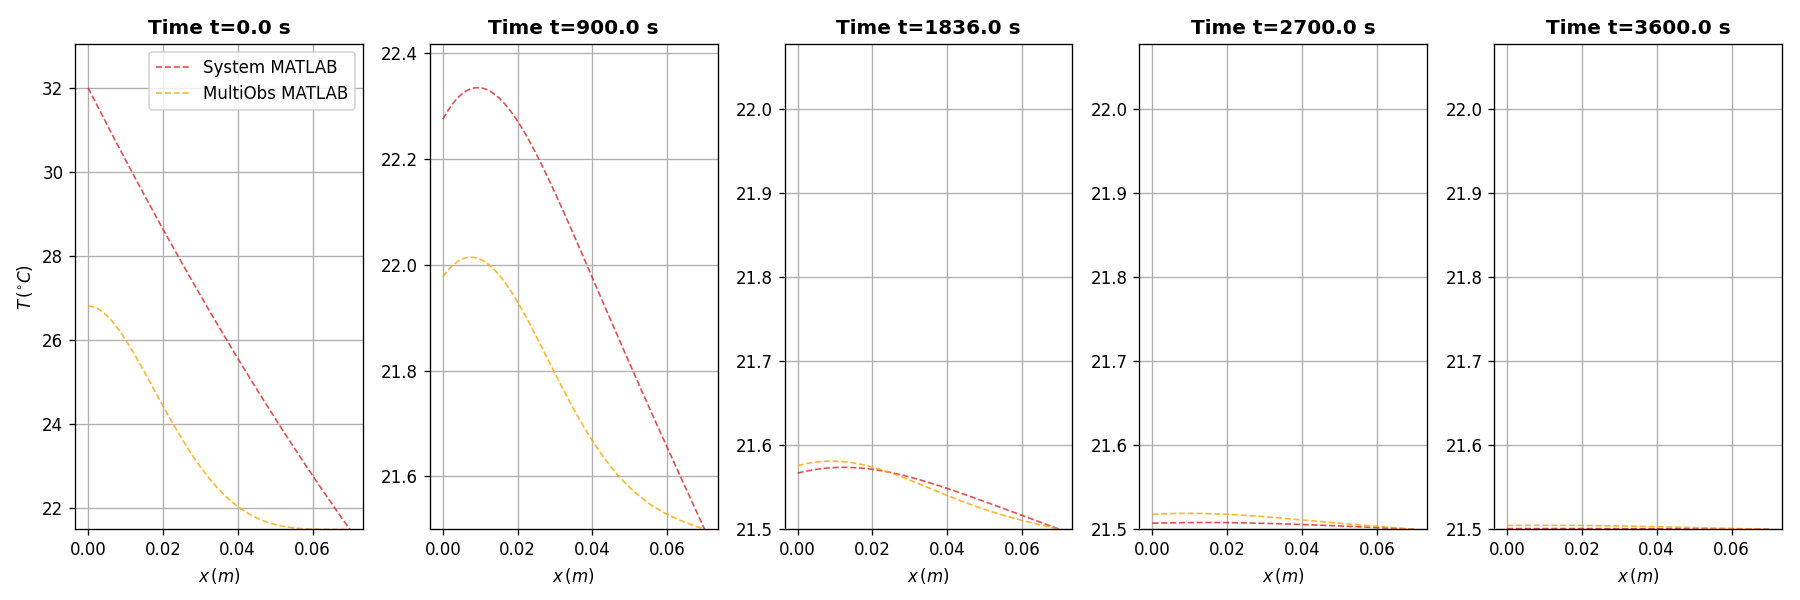 Time t=0.0 s
System MATLAB
MultiObs MATLAB
T (°C)
32
30
28
26
24
22
0.00 0.02 0.04 0.06
x (m)
Time t=900.0 s
22.4
22.2
22.0
21.8
21.6
0.00 0.02 0.04 0.06
x (m)
Time t=1836.0 s
22.0
21.9
21.8
21.7
21.6
21.5
0.00 0.02 0.04 0.06
x (m)
Time t=2700.0 s
22.0
21.9
21.8
21.7
21.6
21.5
0.00 0.02 0.04 0.06
x (m)
Time t=3600.0 s
22.0
21.9
21.8
21.7
21.6
21.5
0.00 0.02 0.04 0.06
x (m)